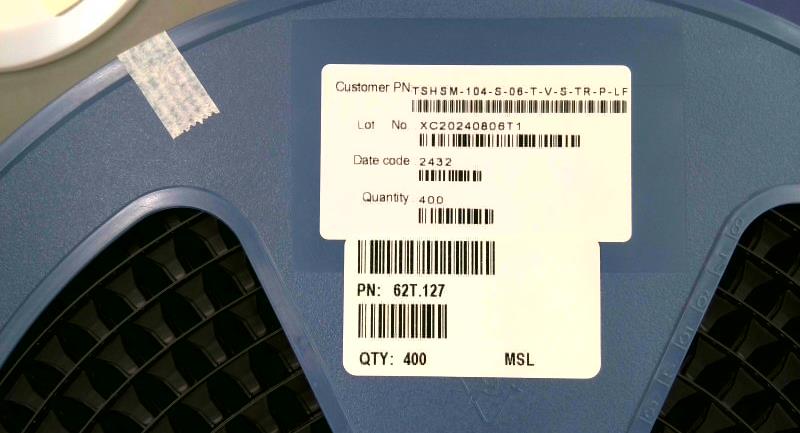 Customer PN TSHSM-104-S-06-T-V-S-TR-P-LF
Lot No. XC20240806T1
Date code 2432
Quantity 400
PN: 62T.127
QTY: 400 MSL